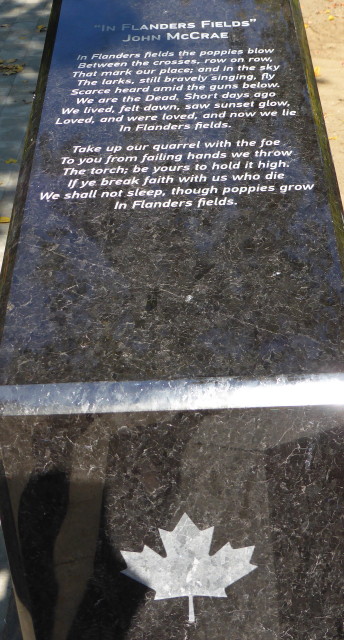 "In Flanders Fields"
John McCrae
In Flanders fields the poppies blow
Between the crosses, row on row,
That mark our place; and in the sky
The larks, still bravely singing, fly
Scarce heard amid the guns below.
We are the Dead. Short days ago
We lived, felt dawn, saw sunset glow,
Loved, and were loved, and now we lie
In Flanders fields.
Take up our quarrel with the foe
To you from failing hands we throw
The torch; be yours to hold it high.
If ye break faith with us who die
We shall not sleep, though poppies grow
In Flanders fields.